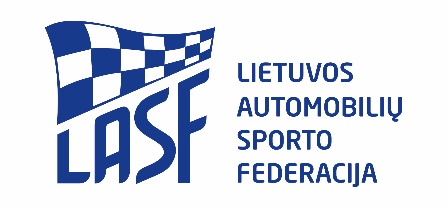 LASF
LIETUVOS
AUTOMOBILIŲ
SPORTO
FEDERACIJA